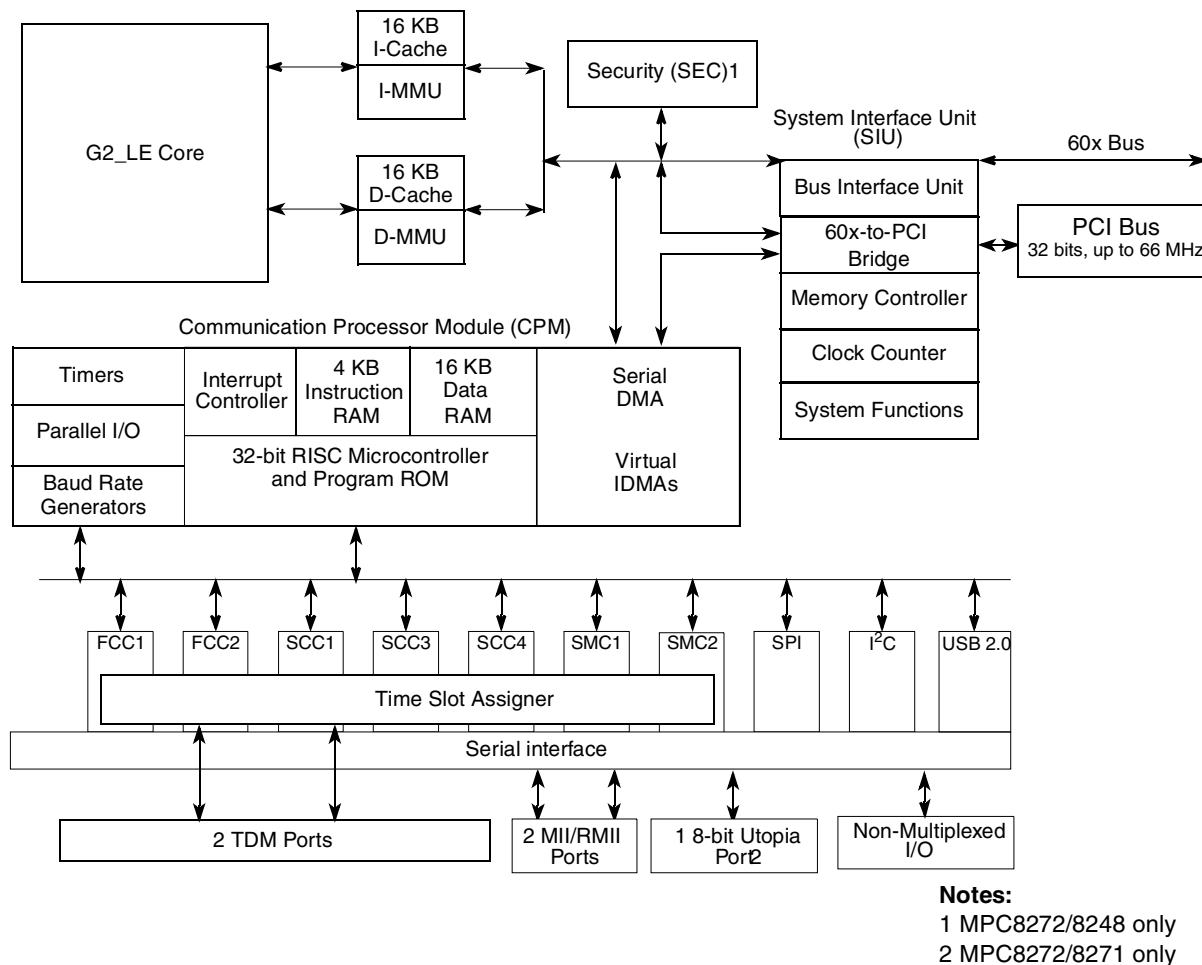 16 KB
I-Cache
I-MMU
G2_LE Core
16 KB
D-Cache
D-MMU
Security (SEC)1
System Interface Unit
(SIU)
60x Bus
Bus Interface Unit
60x-to-PCI
Bridge
PCI Bus
32 bits, up to 66 MHz
Memory Controller
Clock Counter
System Functions
Communication Processor Module (CPM)
Timers
Parallel I/O
Baud Rate
Generators
Interrupt
Controller
4 KB
Instruction
RAM
16 KB
Data
RAM
32-bit RISC Microcontroller
and Program ROM
Serial
DMA
Virtual
IDMAs
FCC1
FCC2
SCC1
SCC3
SCC4
SMC1
SMC2
SPI
I²C
USB 2.0
Time Slot Assigner
Serial interface
2 TDM Ports
2 MII/RMII
Ports
1 8-bit Utopia
Port2
Non-Multiplexed
I/O
Notes:
1 MPC8272/8248 only
2 MPC8272/8271 only